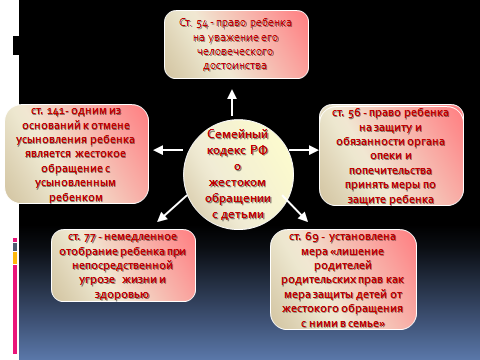 Ст. 54 - право ребенка
на уважение его
человеческого
достоинства
ст. 141- одним из
оснований к отмене
усыновления ребенка
является жестокое
обращение с
усыновленным
ребенком
Семейный
кодекс РФ
о
жестоком
обращении
с детьми
ст. 56 - право ребенка
на защиту и
обязанности органа
опеки и
попечительства
принять меры по
защите ребенка
ст. 77 - немедленное
отобрание ребенка при
непосредственной
угрозе жизни и
здоровью
ст. 69 - установлена
мера «лишение
родителей
родительских прав как
мера защиты детей от
жестокого обращения
с ними в семье»